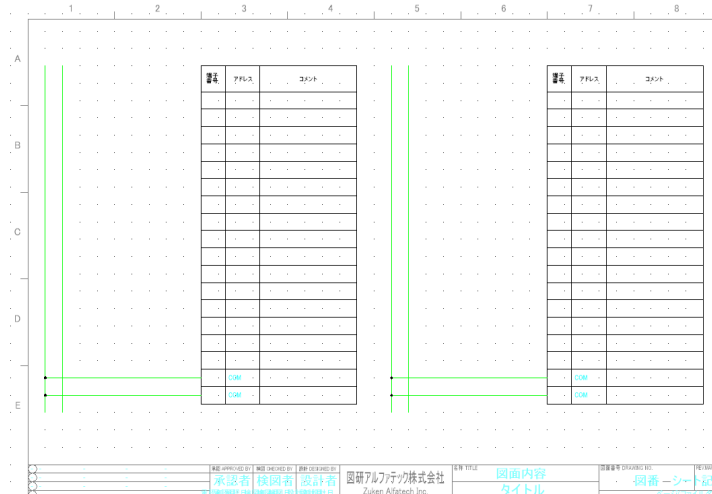 1 2 3 4 5 6 7 8
A
B
C
D
E
端子番号 アドレス コメント
端子番号 アドレス コメント
COM
COM
COM
COM
承認 APPROVED BY 検図 CHECKED BY 設計 DESIGNED BY
承認者 検図者 設計者
図研アルファテック株式会社
Zuken Alfatech Inc.
名称 TITLE
図面内容
タイトル
図面番号 DRAWING NO.
図番 ― シート記